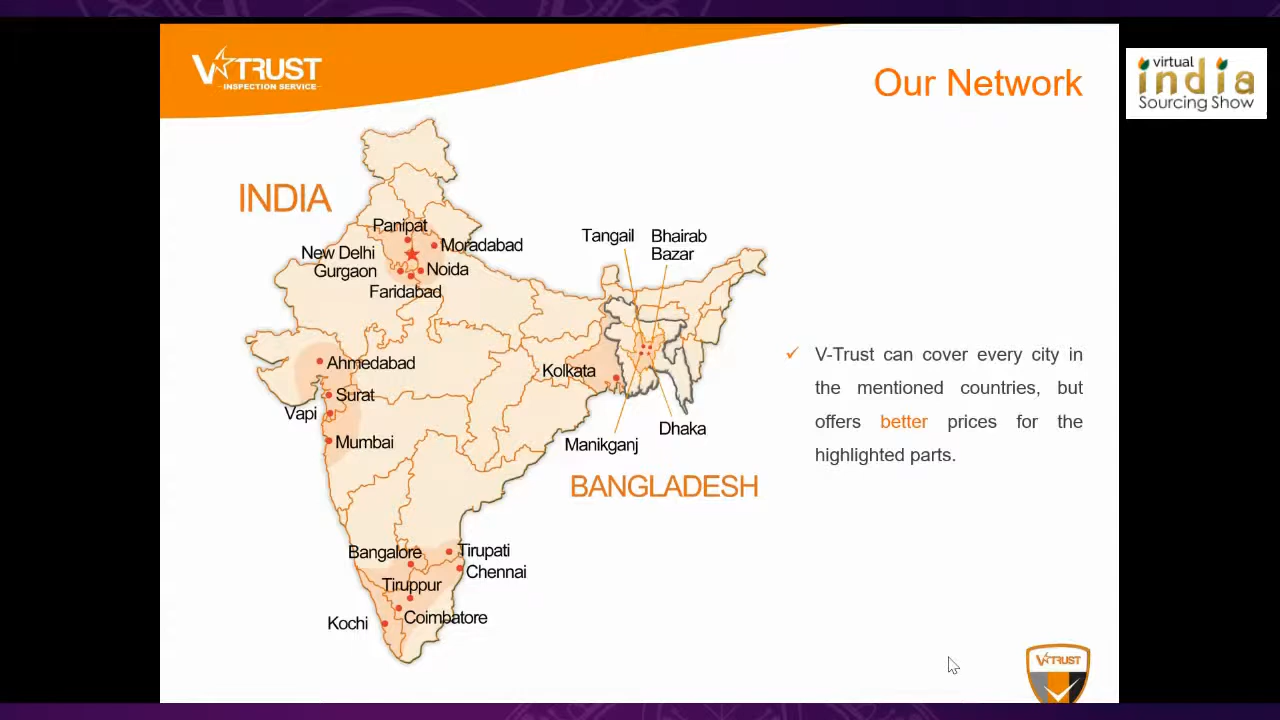 V TRUST
INSPECTION SERVICE
Our Network
virtual
india
Sourcing Show
INDIA
Panipat
Moradabad
New Delhi
Gurgaon
Noida
Faridabad
Tangail
Bhairab
Bazar
Ahmedabad
Surat
Vapi
Mumbai
Kolkata
Manikganj
Dhaka
BANGLADESH
✓ V-Trust can cover every city in
the mentioned countries, but
offers better prices for the
highlighted parts.
Bangalore
Tirupati
Chennai
Tiruppur
Coimbatore
Kochi
V TRUST